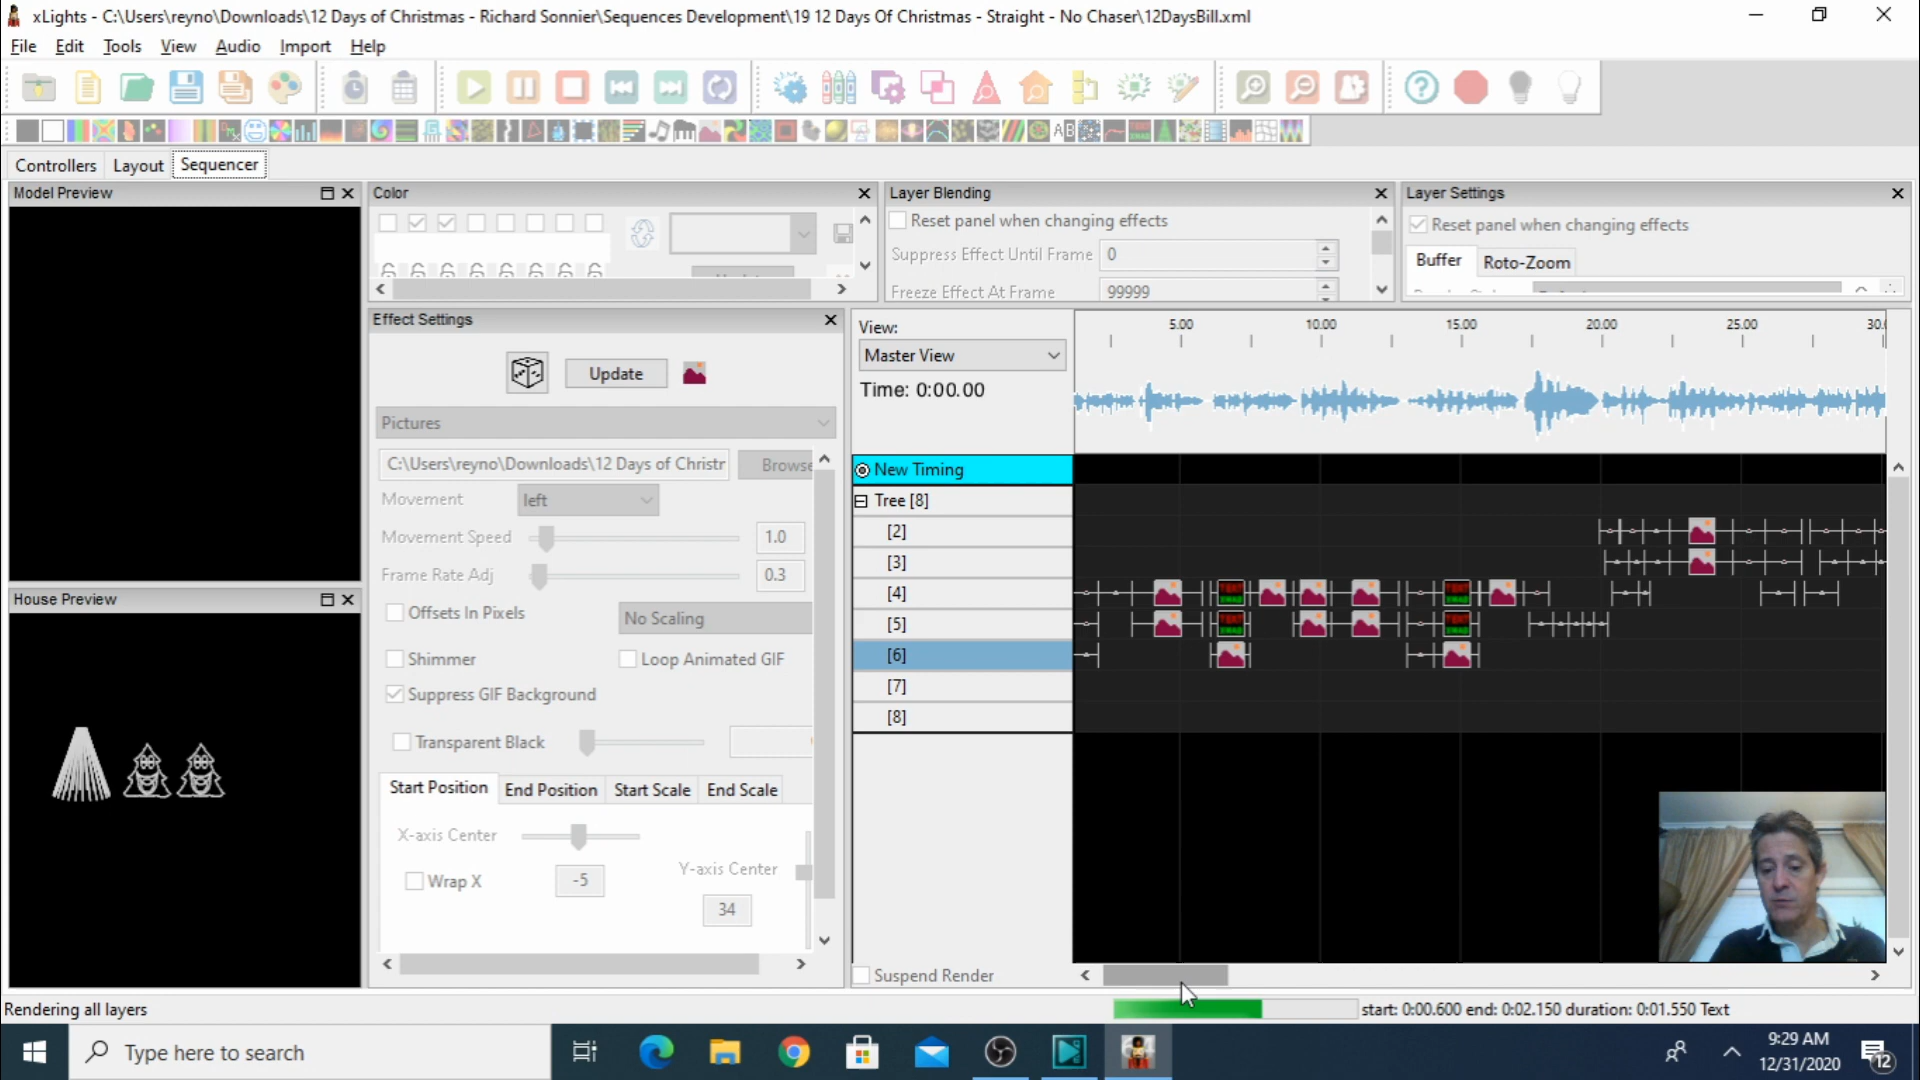 xLights - C:\Users\reyno\Downloads\12 Days of Christmas - Richard Sonnier\Sequences Development\19 12 Days Of Christmas - Straight - No Chaser\12DaysBill.xml
File Edit Tools View Audio Import Help
Controllers Layout Sequencer
Model Preview
Color
Layer Blending
Reset panel when changing effects
Suppress Effect Until Frame 0
Freeze Effect At Frame 99999
Layer Settings
Reset panel when changing effects
Buffer Roto-Zoom
House Preview
Effect Settings
Update
Pictures
C:\Users\reyno\Downloads\12 Days of Christr Browse
Movement left
Movement Speed 1.0
Frame Rate Adj 0.3
Offsets In Pixels No Scaling
Shimmer Loop Animated GIF
Suppress GIF Background
Transparent Black
Start Position End Position Start Scale End Scale
X-axis Center
Wrap X -5
Y-axis Center
34
View:
Master View
Time: 0:00.00
5.00 10.00 15.00 20.00 25.00 30.
New Timing
Tree [8]
[2]
[3]
[4]
[5]
[6]
[7]
[8]
Suspend Render
Rendering all layers
start: 0:00.600 end: 0:02.150 duration: 0:01.550 Text
Type here to search
9:29 AM
12/31/2020
12